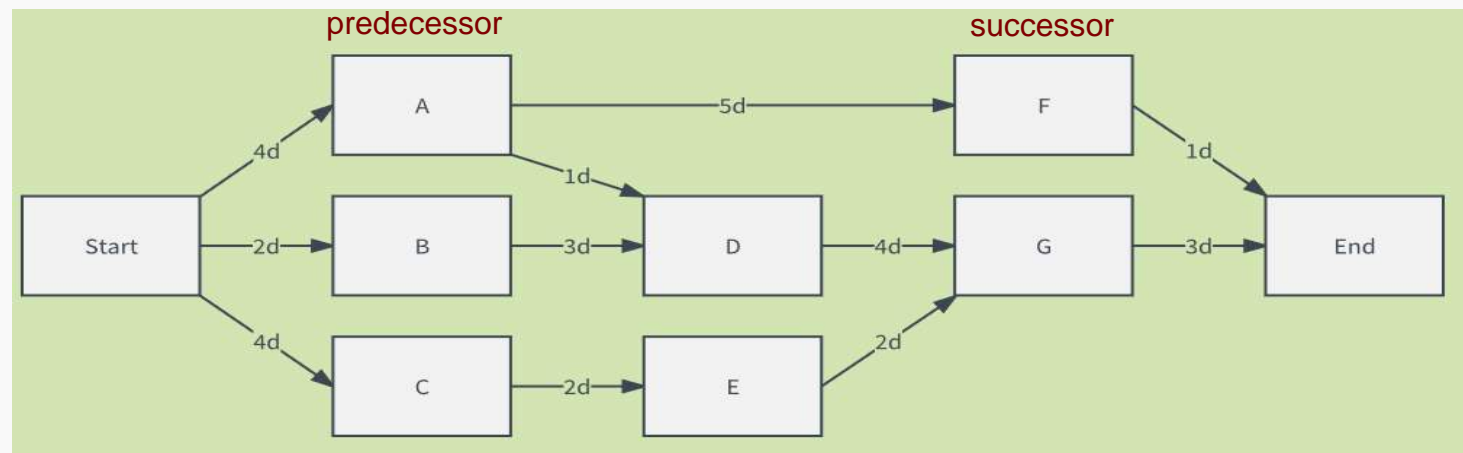 predecessor
successor
A
5d
F
4d
1d
1d
Start
2d
B
3d
D
4d
G
3d
End
4d
2d
C
2d
E